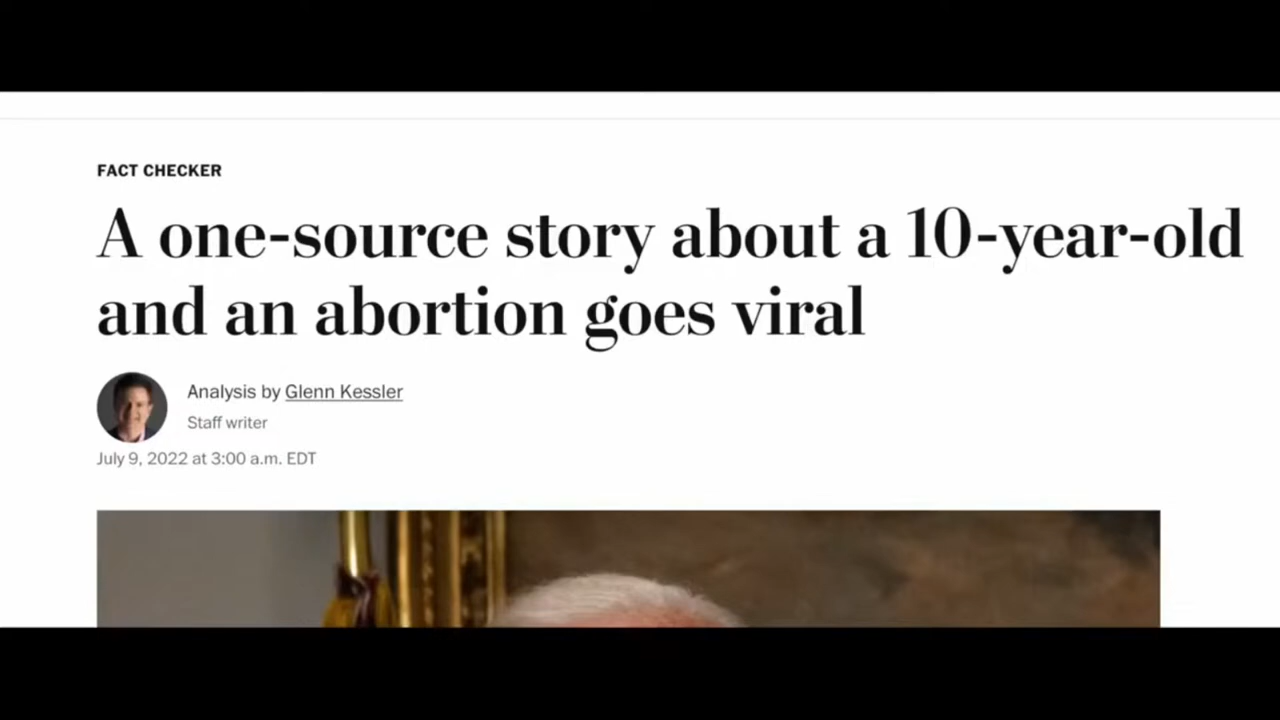 FACT CHECKER
A one-source story about a 10-year-old
and an abortion goes viral
Analysis by Glenn Kessler
Staff writer
July 9, 2022 at 3:00 a.m. EDT